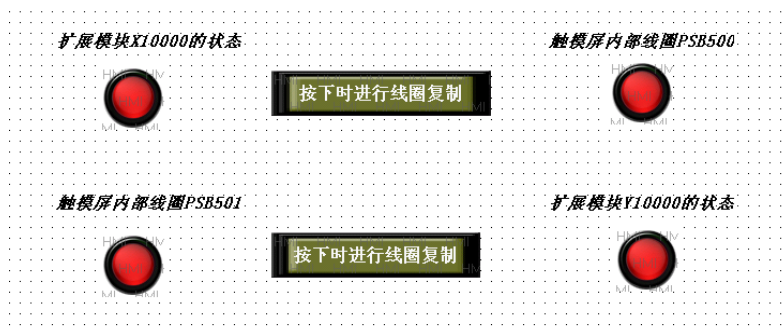 扩展模块X10000的状态
触模屏内部线圈PSB500
按下时进行线圈复制
触模屏内部线圈PSB501
扩展模块Y10000的状态
按下时进行线圈复制